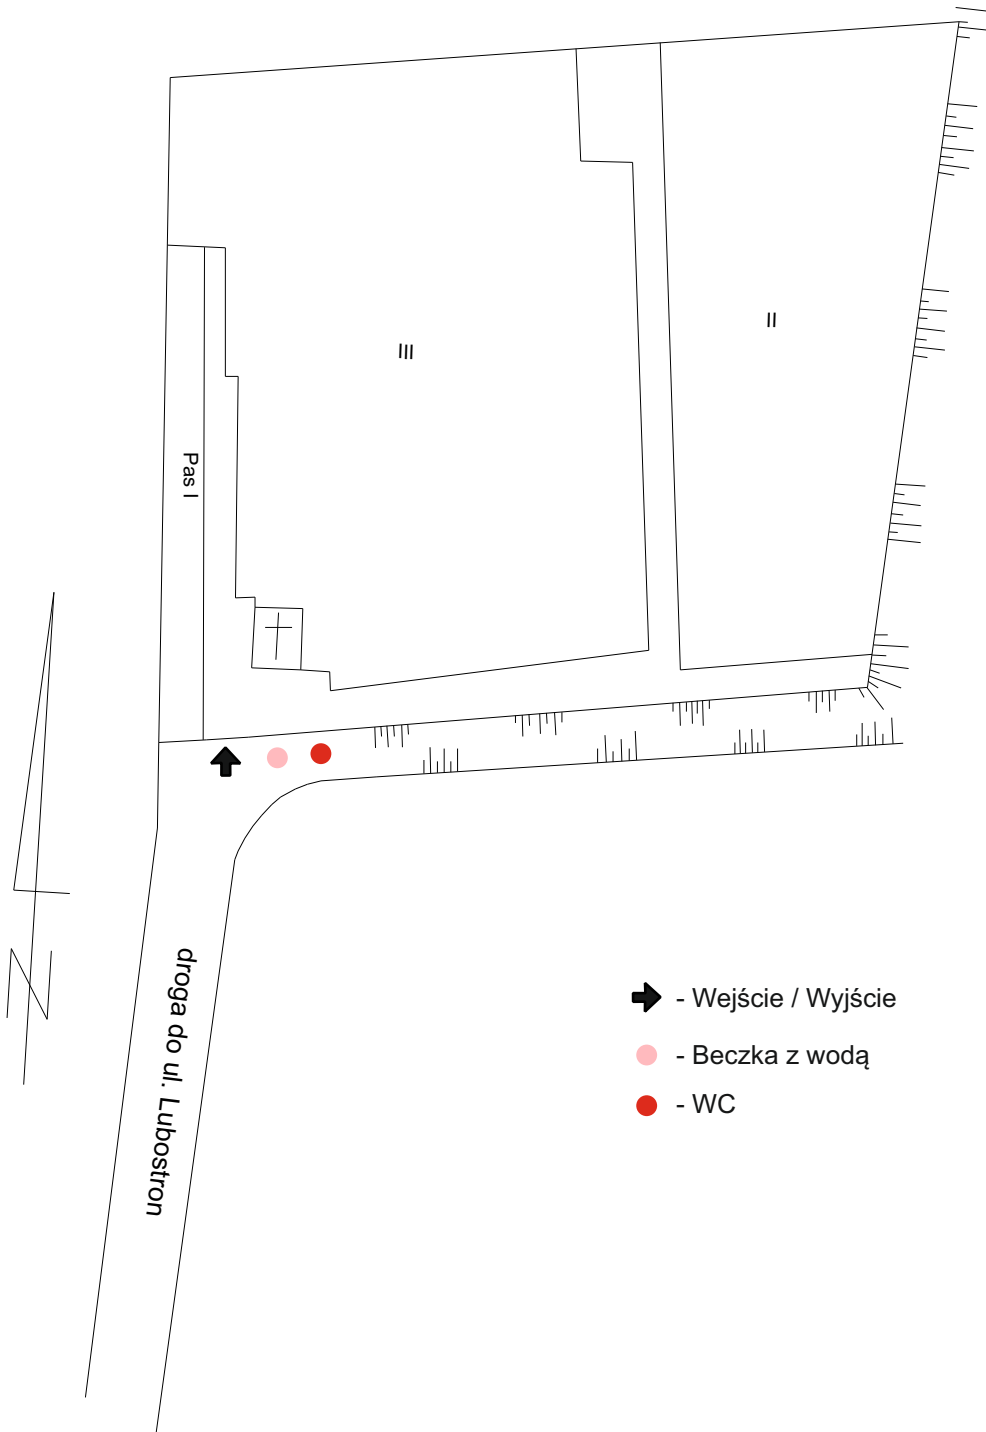 II
III
Pas I
N
droga do ul. Lubostron
- Wejście / Wyjście
- Beczka z wodą
- WC